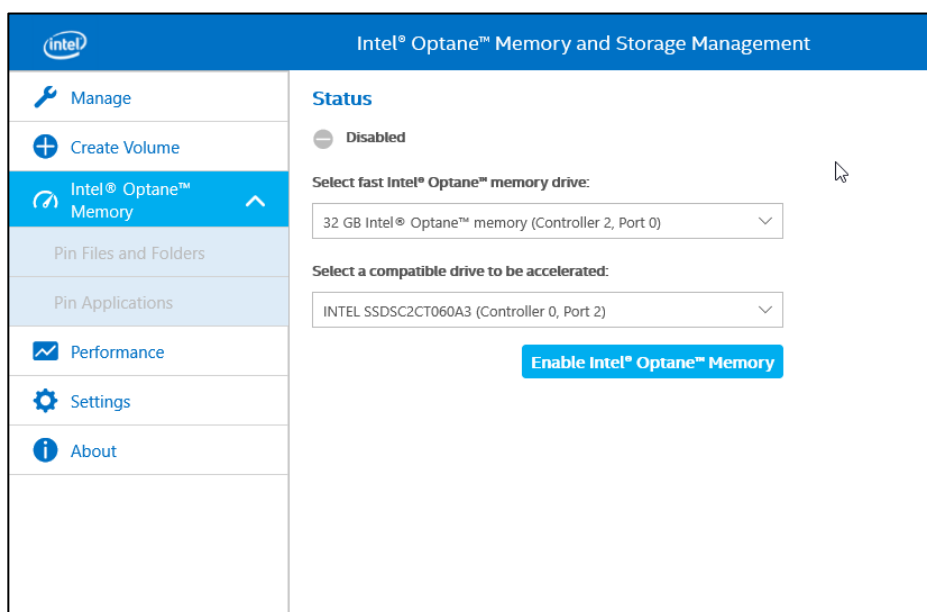 intel
Intel® Optane™ Memory and Storage Management
Manage
Create Volume
Intel® Optane™
Memory
Pin Files and Folders
Pin Applications
Performance
Settings
About
Status
Disabled
Select fast Intel® Optane™ memory drive:
32 GB Intel® Optane™ memory (Controller 2, Port 0)
Select a compatible drive to be accelerated:
INTEL SSDSC2CT060A3 (Controller 0, Port 2)
Enable Intel® Optane™ Memory